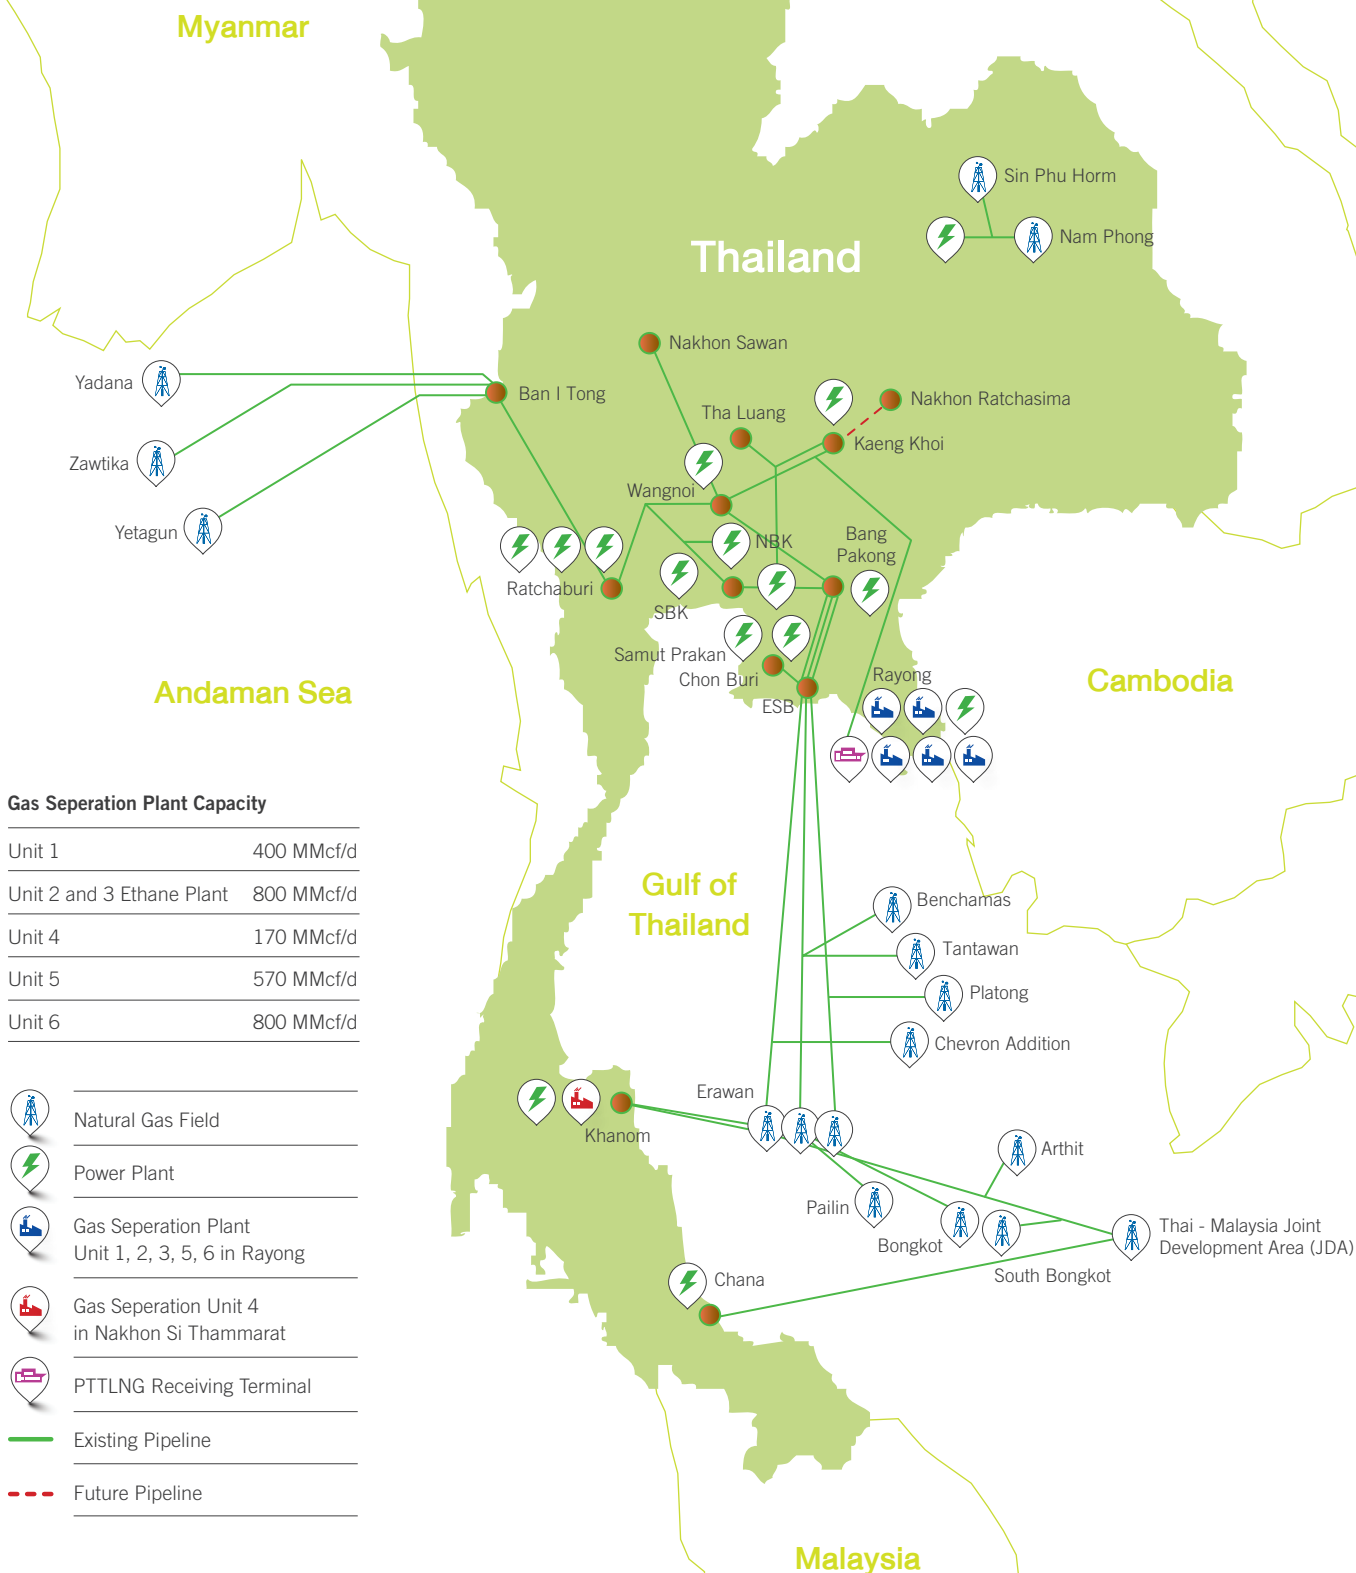 Myanmar
Sin Phu Horm
Nam Phong
Thailand
Nakhon Sawan
Yadana
Ban I Tong
Nakhon Ratchasima
Tha Luang
Kaeng Khoi
Zawtika
Wangnoi
Yetagun
NBK
Bang
Pakong
Ratchaburi
SBK
Samut Prakan
Chon Buri
ESB
Rayong
Andaman Sea
Cambodia
Gas Seperation Plant Capacity
Unit 1 400 MMcf/d
Unit 2 and 3 Ethane Plant 800 MMcf/d
Unit 4 170 MMcf/d
Unit 5 570 MMcf/d
Unit 6 800 MMcf/d
Gulf of
Thailand
Benchamas
Tantawan
Platong
Chevron Addition
Erawan
Khanom
Arthit
Pailin
Bongkot
South Bongkot
Thai - Malaysia Joint
Development Area (JDA)
Chana
Natural Gas Field
Power Plant
Gas Seperation Plant
Unit 1, 2, 3, 5, 6 in Rayong
Gas Seperation Unit 4
in Nakhon Si Thammarat
PTTLNG Receiving Terminal
Existing Pipeline
Future Pipeline
Malaysia